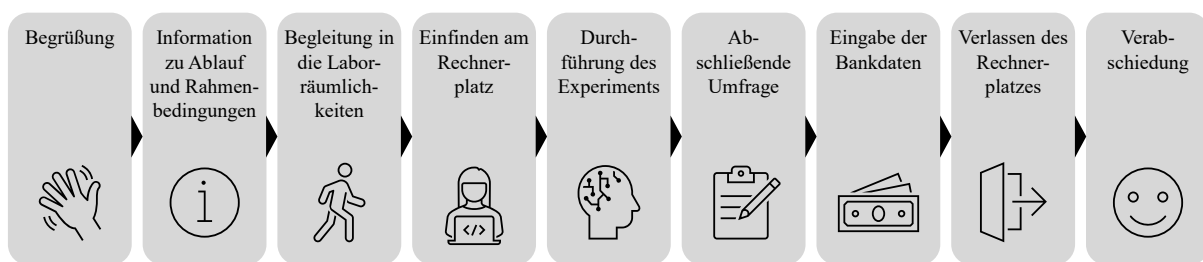 Begrüßung
Information
zu Ablauf
und Rahmen-
bedingungen
Begleitung in
die Labor-
räumlich-
keiten
Einfinden am
Rechner-
platz
Durch-
führung des
Experiments
Ab-
schließende
Umfrage
Eingabe der
Bankdaten
Verlassen des
Rechner-
platzes
Verab-
schiedung
i
</>